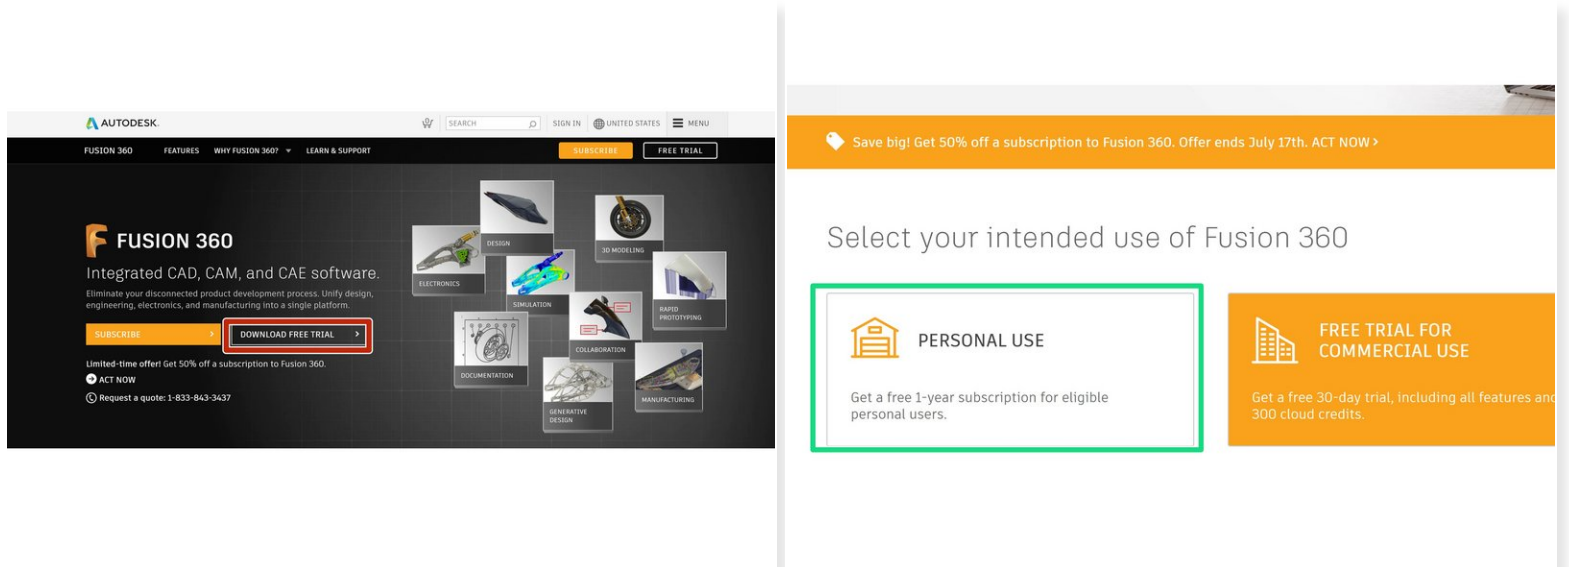 AUTODESK.
SEARCH
SIGN IN
UNITED STATES
MENU
FUSION 360
FEATURES
WHY FUSION 360?
LEARN & SUPPORT
SUBSCRIBE
FREE TRIAL
FUSION 360
Integrated CAD, CAM, and CAE software.
Eliminate your disconnected product development process. Unify design,
engineering, electronics, and manufacturing into a single platform.
SUBSCRIBE >
DOWNLOAD FREE TRIAL >
Limited-time offer! Get 50% off a subscription to Fusion 360.
ACT NOW
Request a quote: 1-833-843-3437
DESIGN
3D MODELING
ELECTRONICS
SIMULATION
RAPID
PROTOTYPING
COLLABORATION
DOCUMENTATION
MANUFACTURING
GENERATIVE
DESIGN
Save big! Get 50% off a subscription to Fusion 360. Offer ends July 17th. ACT NOW >
Select your intended use of Fusion 360
PERSONAL USE
Get a free 1-year subscription for eligible
personal users.
FREE TRIAL FOR
COMMERCIAL USE
Get a free 30-day trial, including all features and
300 cloud credits.